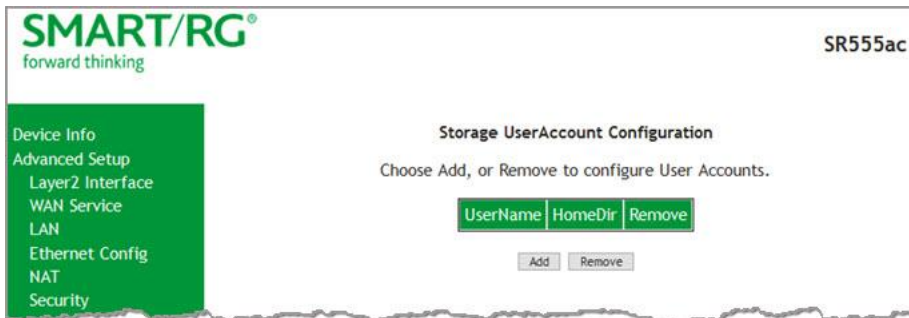 SMART/RG®
forward thinking
SR555ac
Device Info
Advanced Setup
Layer2 Interface
WAN Service
LAN
Ethernet Config
NAT
Security
Storage UserAccount Configuration
Choose Add, or Remove to configure User Accounts.
UserName HomeDir Remove
Add Remove